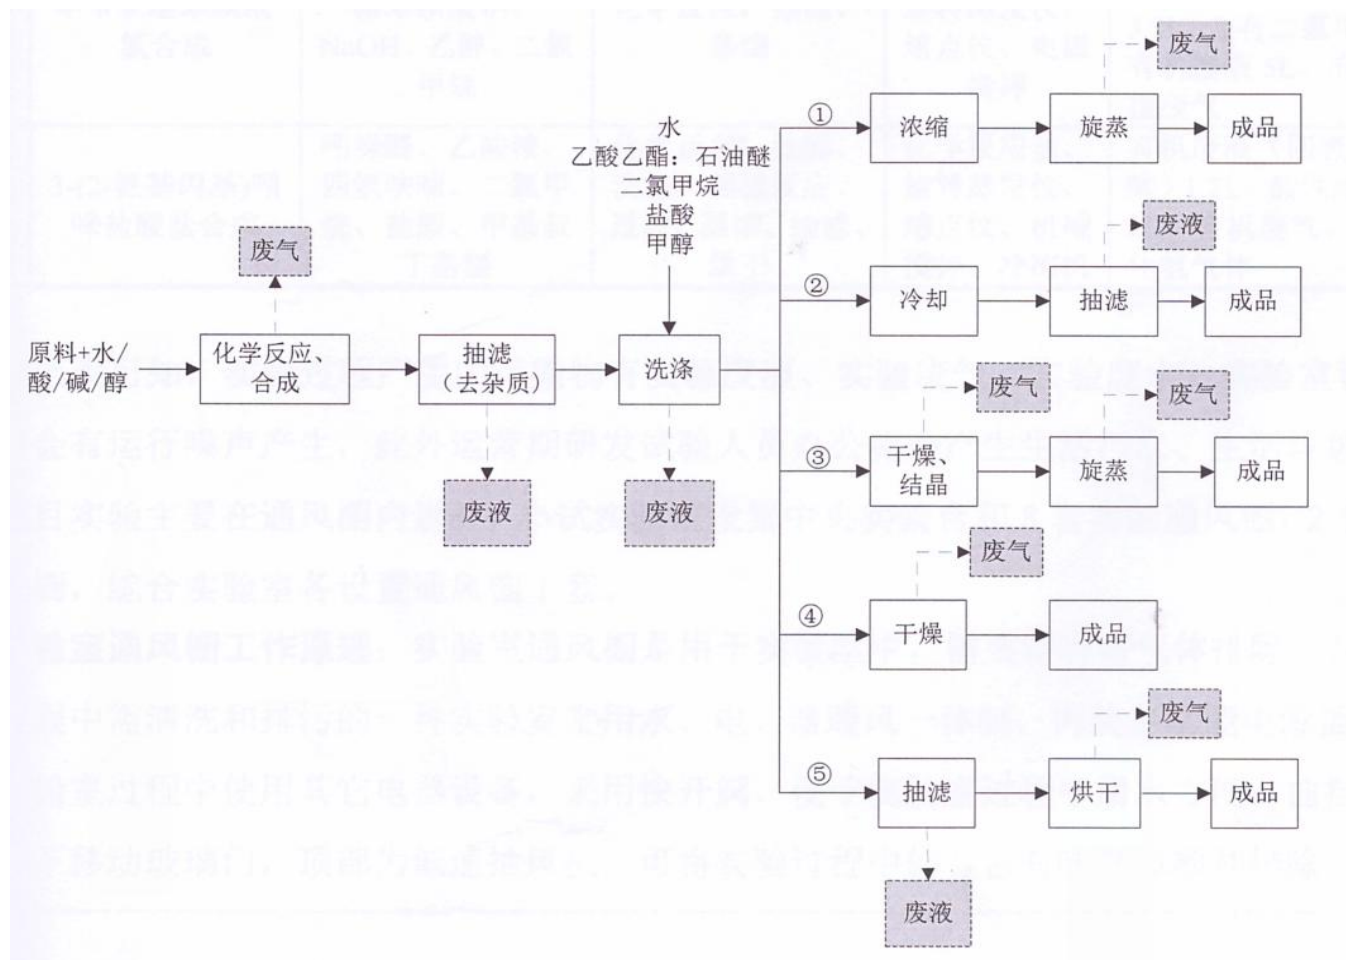 废气
①
浓缩
旋蒸
成品
水
乙酸乙酯：石油醚
二氯甲烷
盐酸
甲醇
废气
废液
②
冷却
抽滤
成品
原料+水/
酸/碱/醇
化学反应、
合成
抽滤
（去杂质）
洗涤
废气
废气
③
干燥、
结晶
旋蒸
成品
废液
废液
废气
④
干燥
成品
废气
⑤
抽滤
烘干
成品
废液